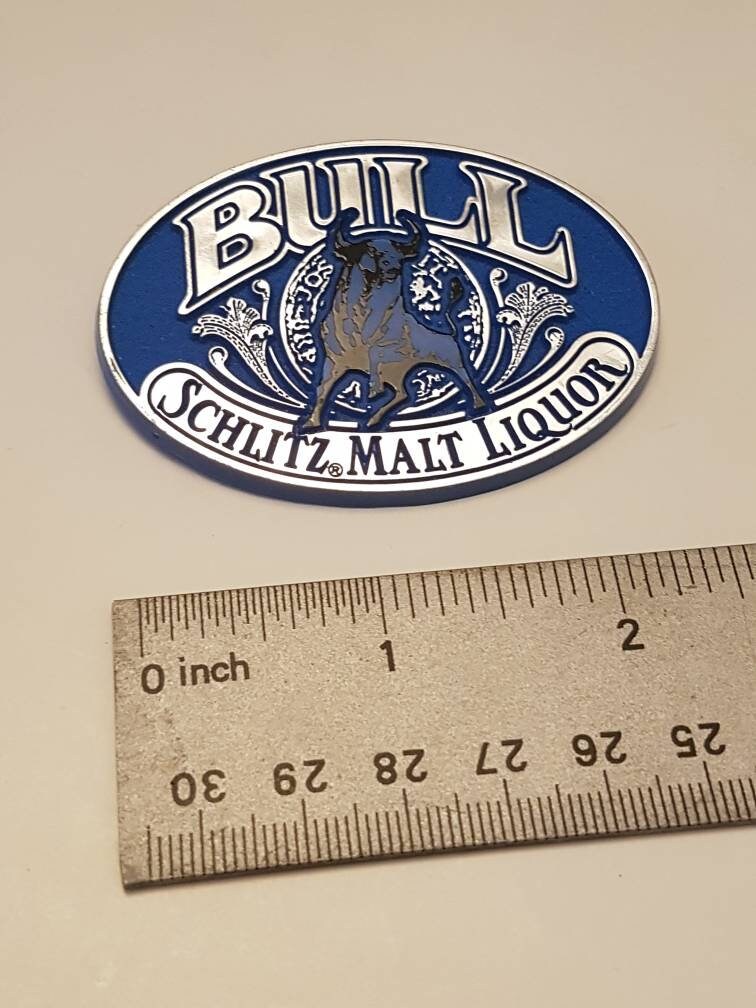 BULL
SCHLITZ® MALT LIQUOR
0 inch 1 2
30 29 28 27 26 25